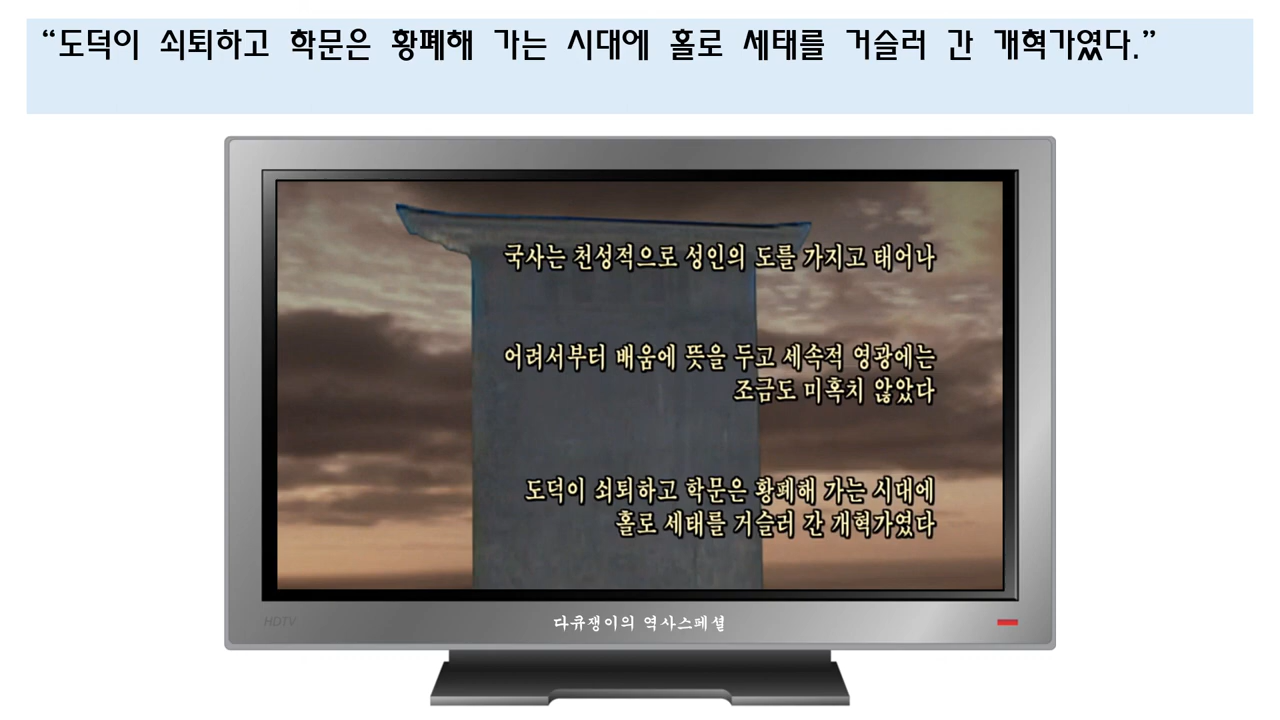 “도덕이 쇠퇴하고 학문은 황폐해 가는 시대에 홀로 세태를 거슬러 간 개혁가였다.”
국사는 천성적으로 성인의 도를 가지고 태어나
어려서부터 배움에 뜻을 두고 세속적 영광에는
조금도 미혹치 않았다
도덕이 쇠퇴하고 학문은 황폐해 가는 시대에
홀로 세태를 거슬러 간 개혁가였다
HDTV
다큐쟁이의 역사스페셜